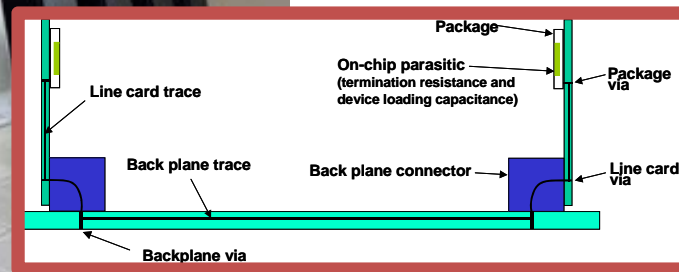 Package
On-chip parasitic
(termination resistance and
device loading capacitance)
Package
via
Line card trace
Back plane trace
Back plane connector
Line card
via
Backplane via